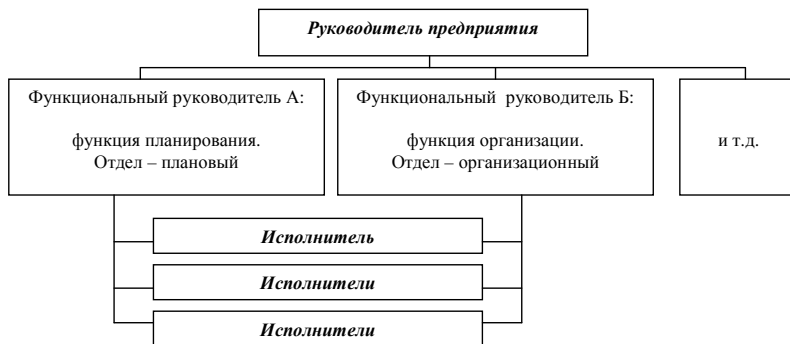 Руководитель предприятия
Функциональный руководитель А:
функция планирования.
Отдел – плановый
Функциональный руководитель Б:
функция организации.
Отдел – организационный
и т.д.
Исполнитель
Исполнители
Исполнители